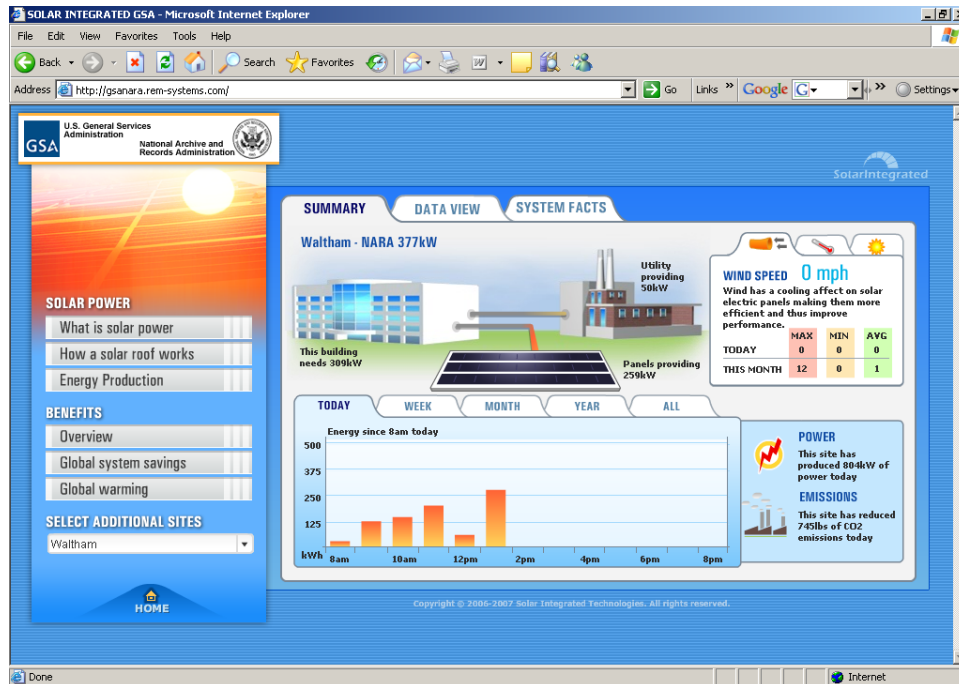 SOLAR INTEGRATED GSA - Microsoft Internet Explorer
File Edit View Favorites Tools Help
Back Search Favorites
Address http://gsanara.rem-systems.com/ Go Links » Google G » Settings
GSA
U.S. General Services
Administration
National Archive and
Records Administration
SolarIntegrated
SUMMARY DATA VIEW SYSTEM FACTS
Waltham - NARA 377kW
Utility
providing
50kW
This building
needs 309kW
Panels providing
259kW
WIND SPEED 0 mph
Wind has a cooling affect on solar
electric panels making them more
efficient and thus improve
performance.
MAX MIN AVG
TODAY 0 0 0
THIS MONTH 12 0 1
SOLAR POWER
What is solar power
How a solar roof works
Energy Production
BENEFITS
Overview
Global system savings
Global warming
SELECT ADDITIONAL SITES
Waltham
HOME
TODAY WEEK MONTH YEAR ALL
Energy since 8am today
500
375
250
125
kWh 8am 10am 12pm 2pm 4pm 6pm 8pm
POWER
This site has
produced 804kW of
power today
EMISSIONS
This site has reduced
745lbs of CO2
emissions today
Copyright © 2006-2007 Solar Integrated Technologies. All rights reserved.
Done Internet